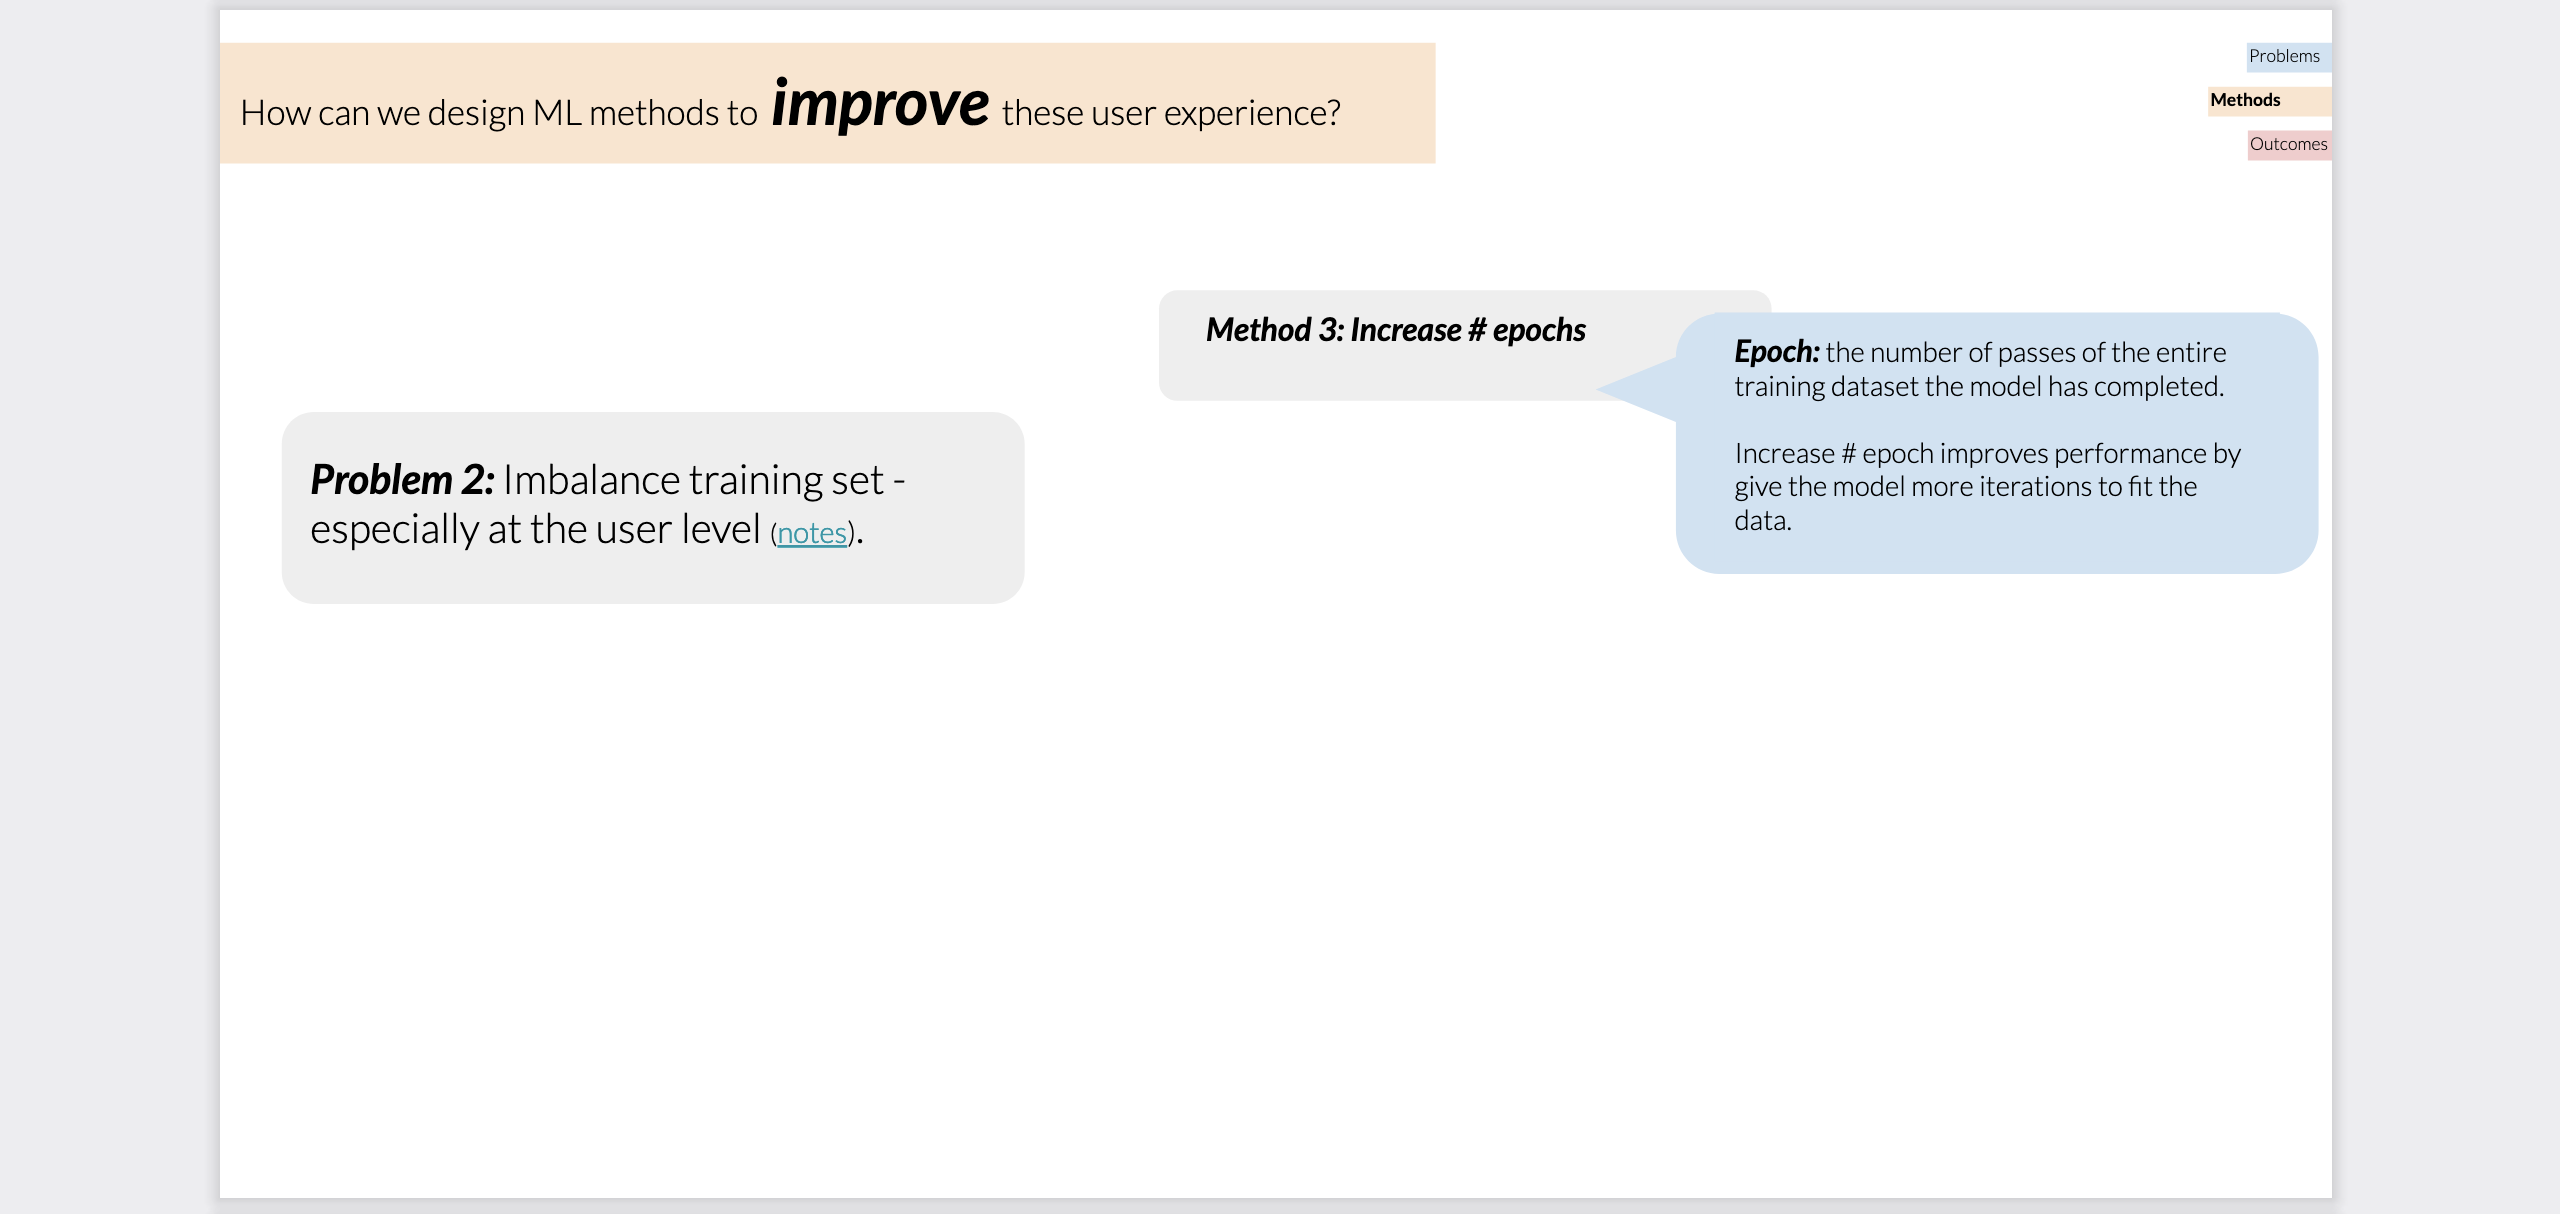 How can we design ML methods to improve these user experience?
Problems
Methods
Outcomes
Method 3: Increase # epochs
Epoch: the number of passes of the entire
training dataset the model has completed.
Increase # epoch improves performance by
give the model more iterations to fit the
data.
Problem 2: Imbalance training set -
especially at the user level (notes).